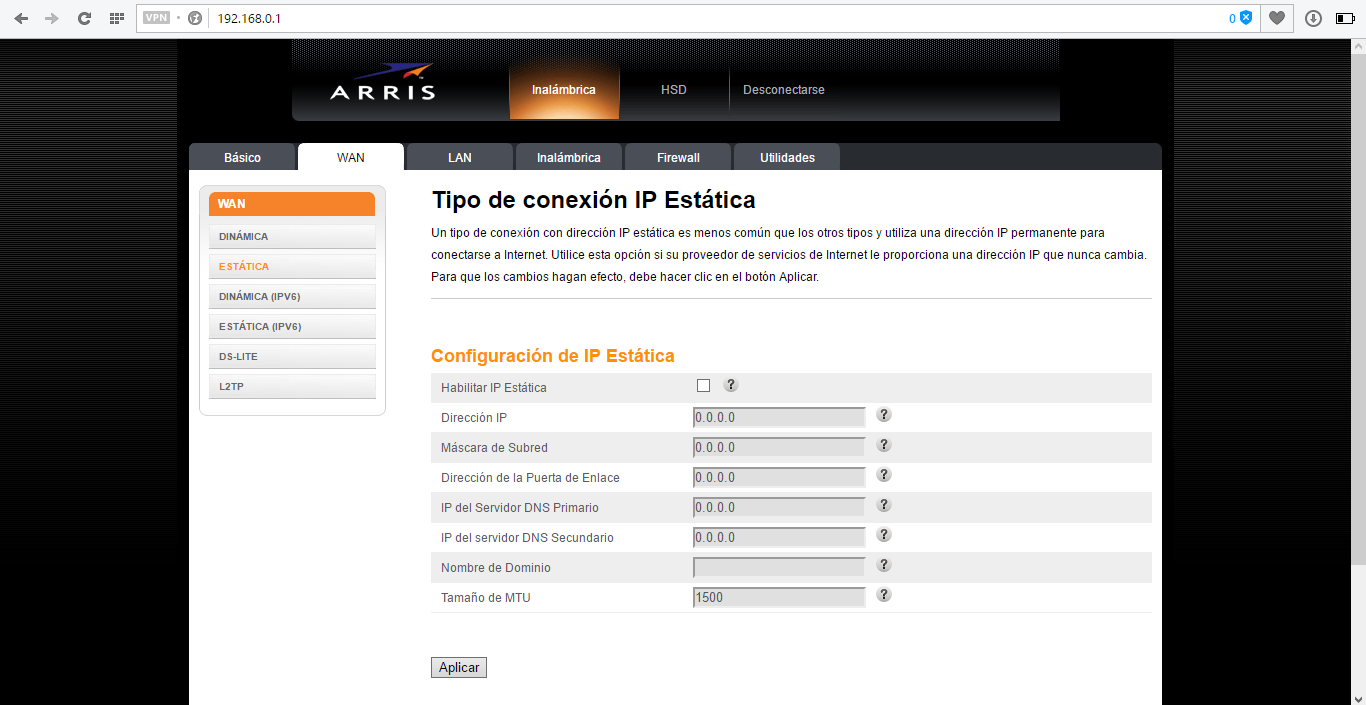 VPN
192.168.0.1
0
ARRIS
Inalámbrica
HSD
Desconectarse
Básico
WAN
LAN
Inalámbrica
Firewall
Utilidades
WAN
DINÁMICA
ESTÁTICA
DINÁMICA (IPV6)
ESTÁTICA (IPV6)
DS-LITE
L2TP
Tipo de conexión IP Estática
Un tipo de conexión con dirección IP estática es menos común que los otros tipos y utiliza una dirección IP permanente para
conectarse a Internet. Utilice esta opción si su proveedor de servicios de Internet le proporciona una dirección IP que nunca cambia.
Para que los cambios hagan efecto, debe hacer clic en el botón Aplicar.
Configuración de IP Estática
Habilitar IP Estática ?
Dirección IP 0.0.0.0 ?
Máscara de Subred 0.0.0.0 ?
Dirección de la Puerta de Enlace 0.0.0.0 ?
IP del Servidor DNS Primario 0.0.0.0 ?
IP del servidor DNS Secundario 0.0.0.0 ?
Nombre de Dominio ?
Tamaño de MTU 1500 ?
Aplicar